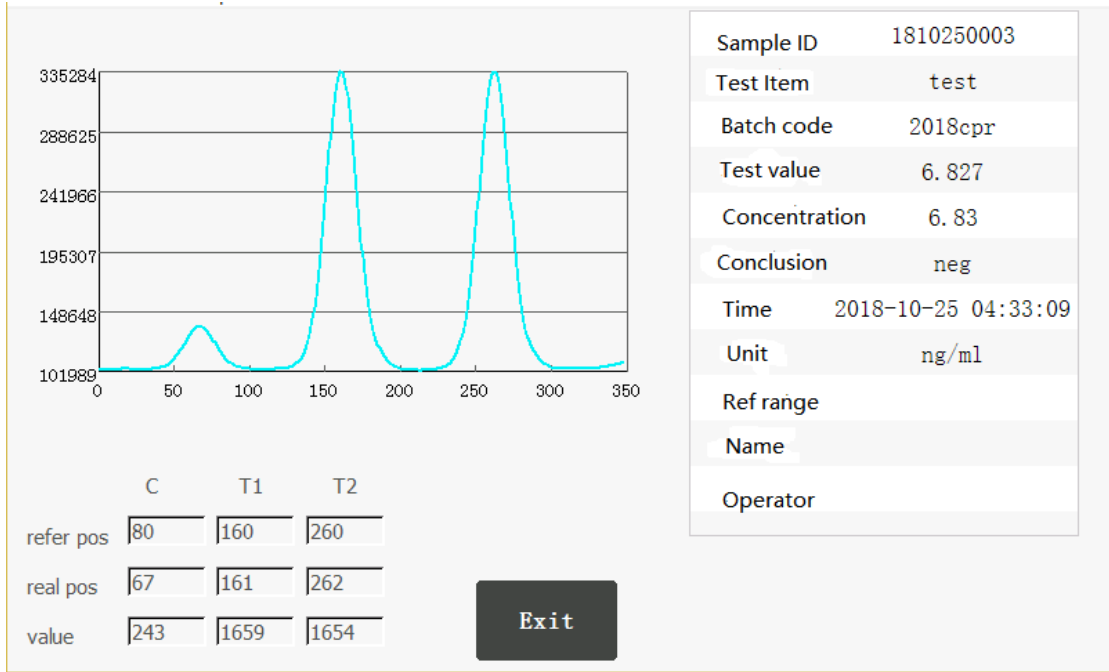 335284
288625
241966
195307
148648
101989
0 50 100 150 200 250 300 350
C T1 T2
refer pos 80 160 260
real pos 67 161 262
value 243 1659 1654
Exit
Sample ID 1810250003
Test Item test
Batch code 2018cpr
Test value 6.827
Concentration 6.83
Conclusion neg
Time 2018-10-25 04:33:09
Unit ng/ml
Ref range
Name
Operator